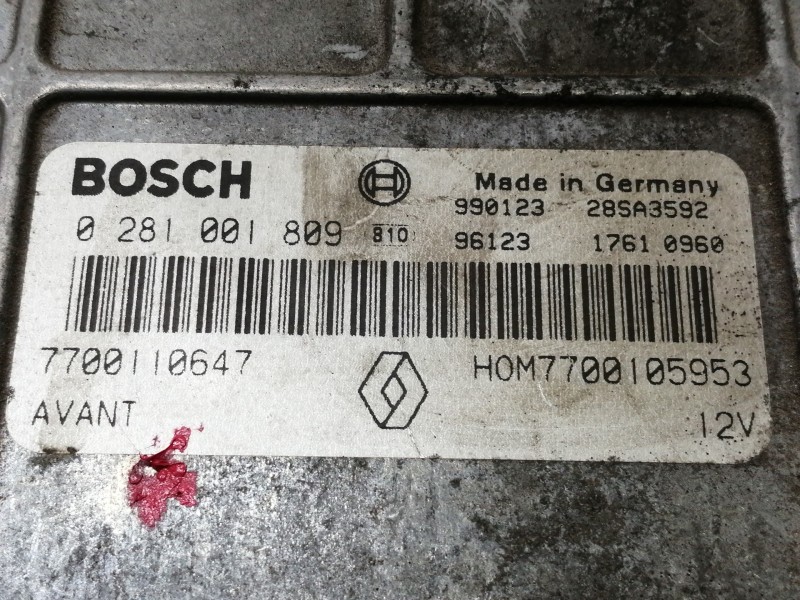 BOSCH
Made in Germany
990123 28SA3592
0 281 001 809 810 96123 1761 0960
7700110647 HOM7700105953
AVANT 12V